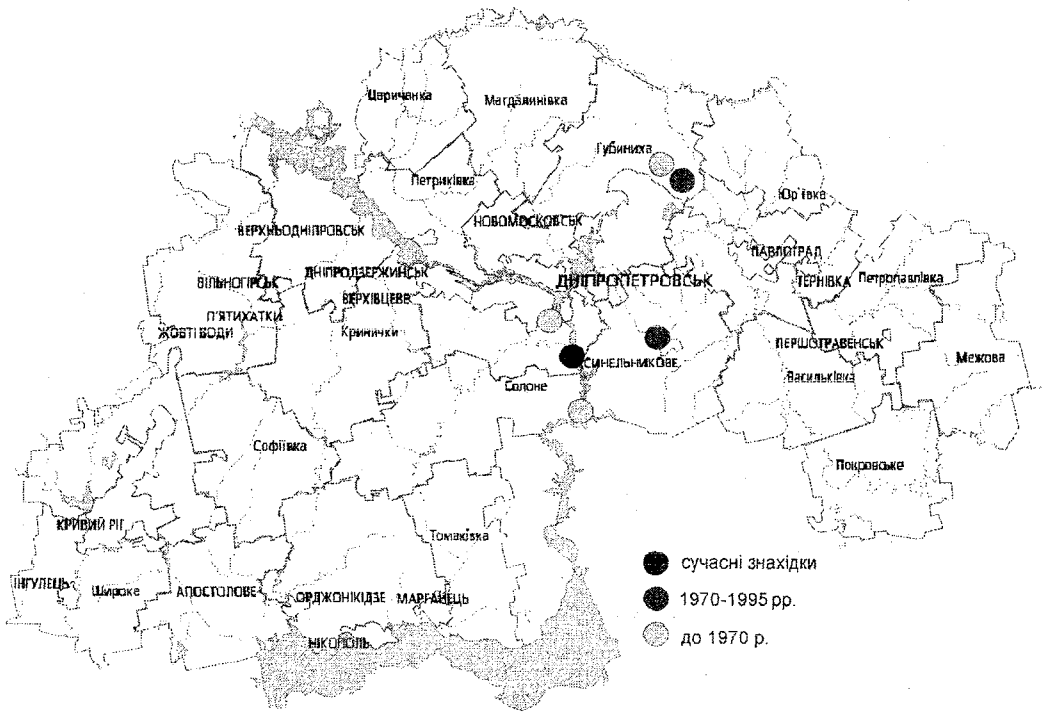 Царичанка
Магдалинівка
Губиниха
Петриківка
Юр'ївка
НОВОМОСКОВСЬК
ВЕРХНЬОДНІПРОВСЬК
ПАВЛОГРАД
ДНІПРОДЗЕРЖИНСЬК
ДНІПРОПЕТРОВСЬК
ВІЛЬНОГІРСЬК
ТЕРНІВКА
Петропавлівка
ВЕРХІВЦЕВЕ
П'ЯТИХАТКИ
ЖОВТІ ВОДИ
Кринички
ПЕРШОТРАВЕНСЬК
СИНЕЛЬНИКОВЕ
Межова
Васильківка
Солоне
Софіївка
Покровське
КРИВИЙ РІГ
Томаківка
ІНГУЛЕЦЬ
Широке
АПОСТОЛОВЕ
ОРДЖОНІКІДЗЕ
МАРГАНЕЦЬ
НІКОПОЛЬ
сучасні знахідки
1970-1995 рр.
до 1970 р.